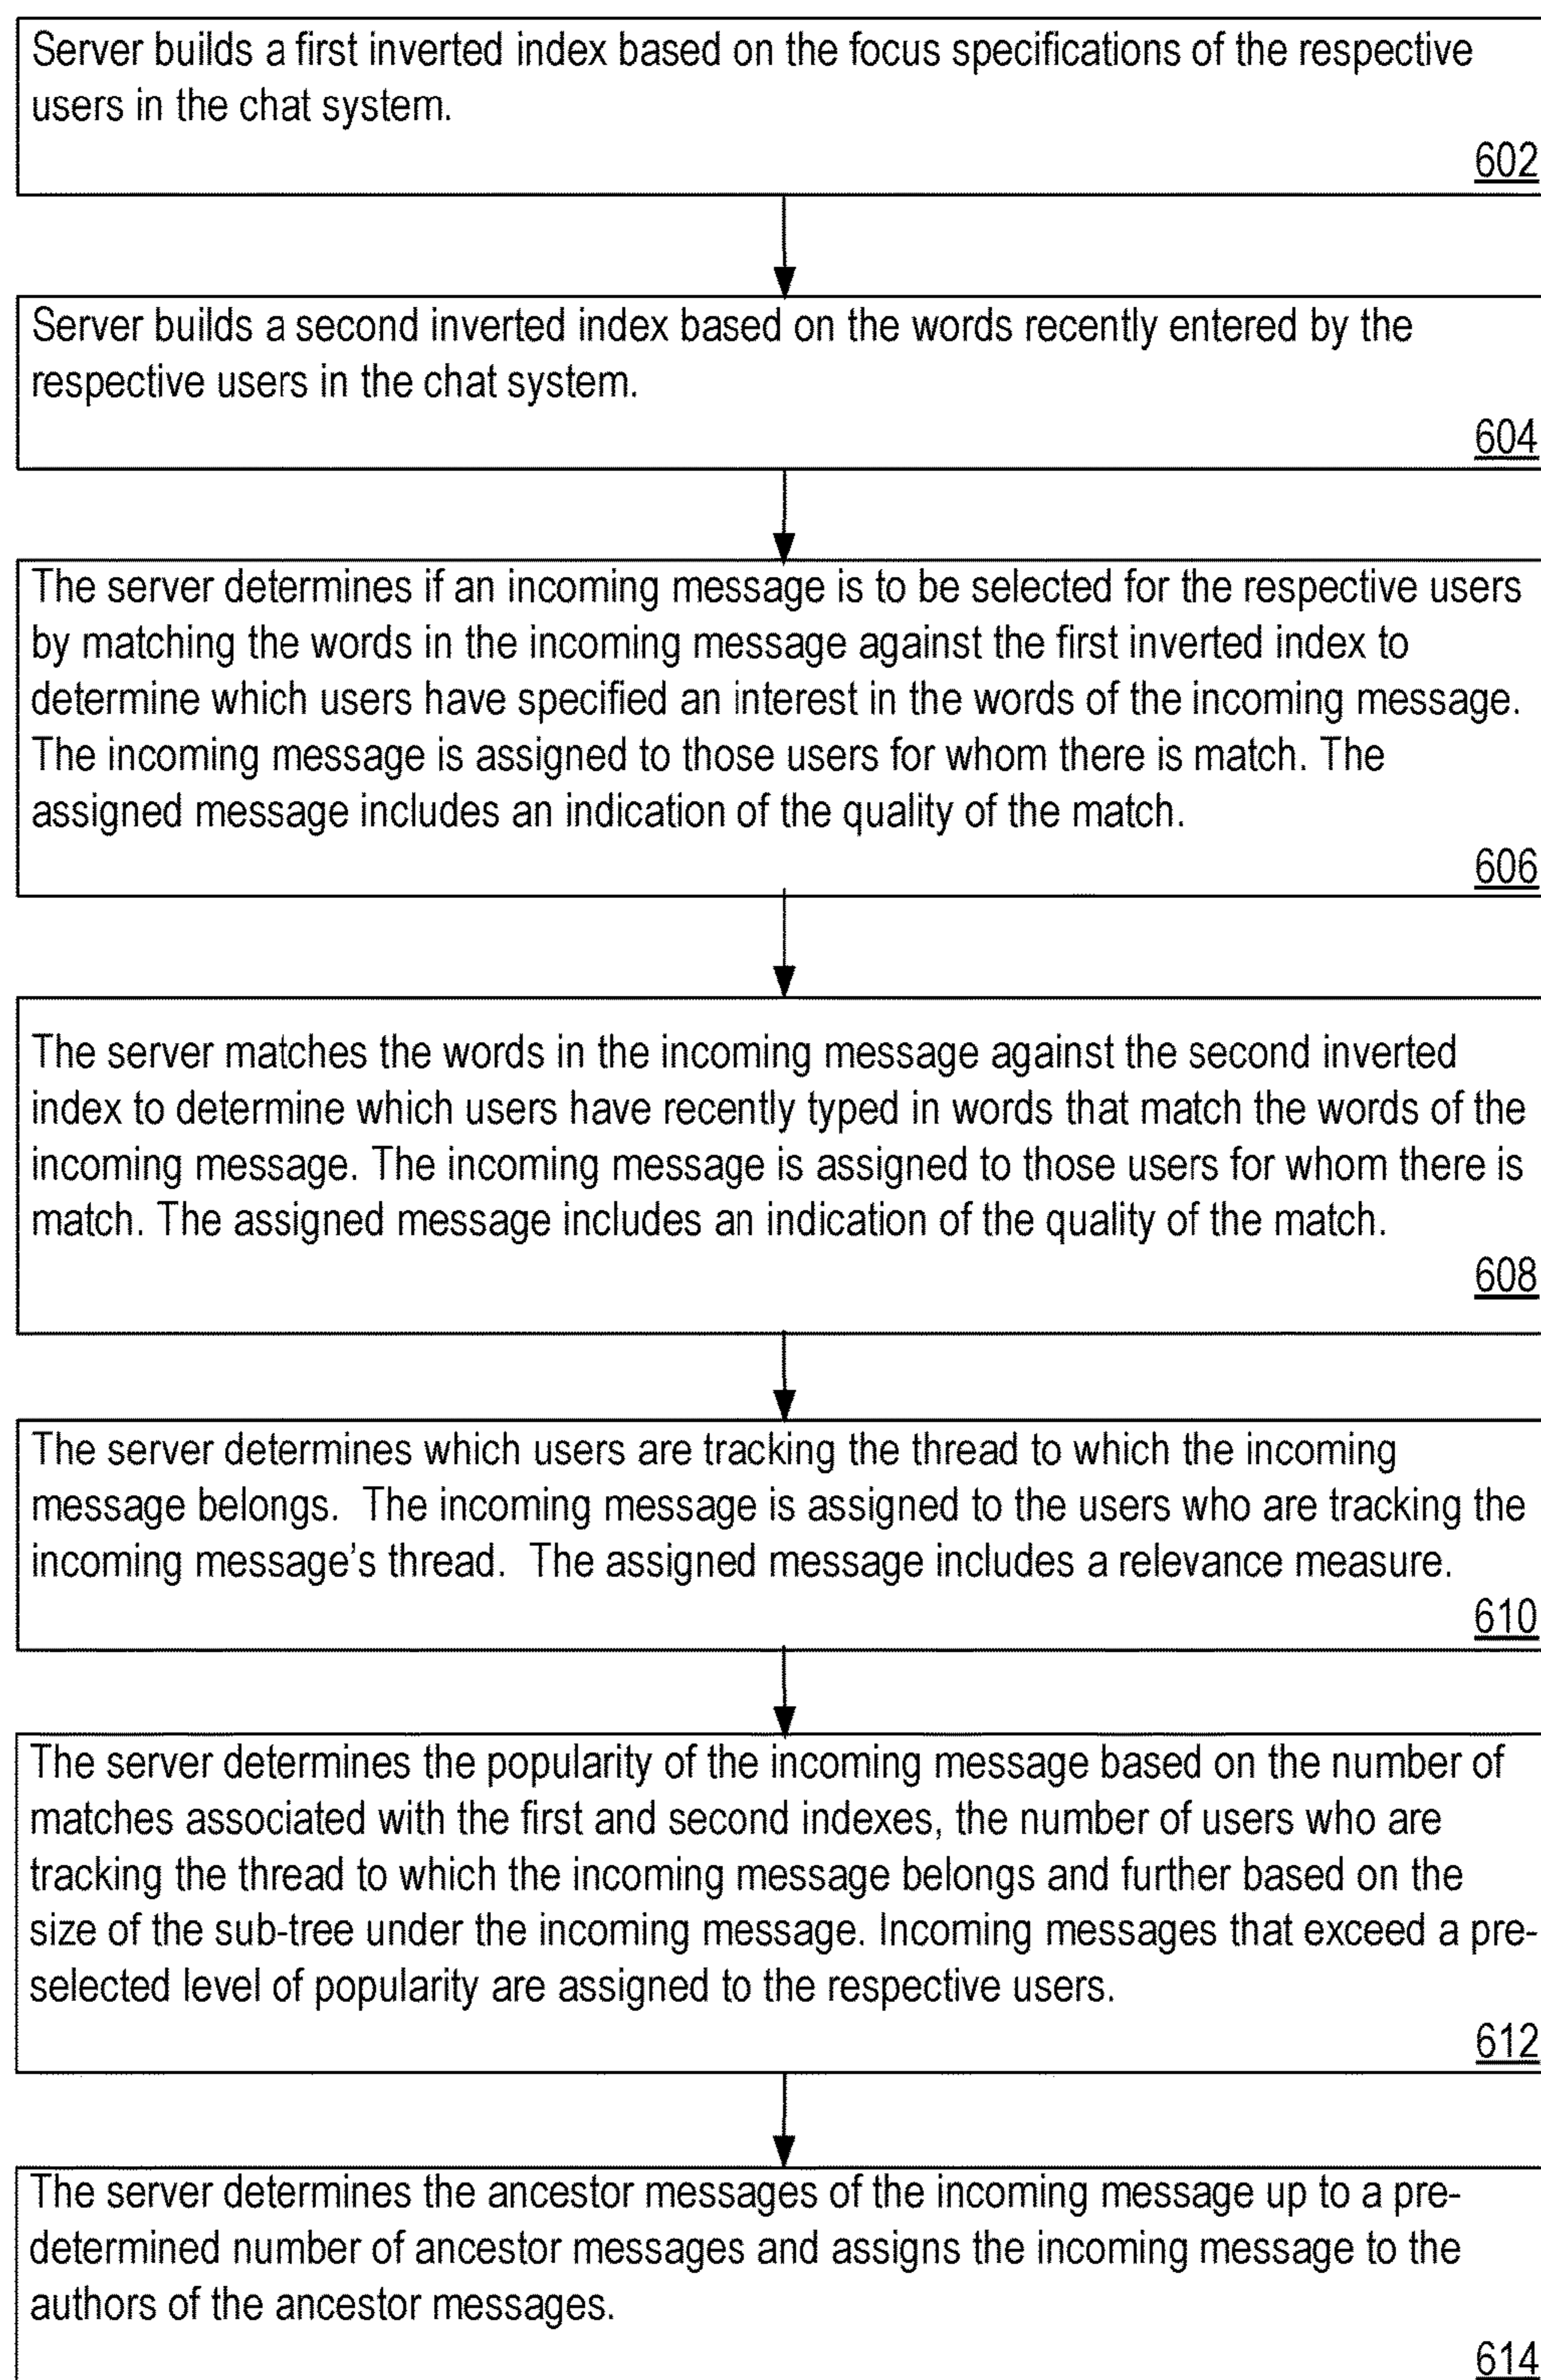 Server builds a first inverted index based on the focus specifications of the respective
users in the chat system.
602
Server builds a second inverted index based on the words recently entered by the
respective users in the chat system.
604
The server determines if an incoming message is to be selected for the respective users
by matching the words in the incoming message against the first inverted index to
determine which users have specified an interest in the words of the incoming message.
The incoming message is assigned to those users for whom there is match. The
assigned message includes an indication of the quality of the match.
606
The server matches the words in the incoming message against the second inverted
index to determine which users have recently typed in words that match the words of the
incoming message. The incoming message is assigned to those users for whom there is
match. The assigned message includes an indication of the quality of the match.
608
The server determines which users are tracking the thread to which the incoming
message belongs.  The incoming message is assigned to the users who are tracking the
incoming message’s thread.  The assigned message includes a relevance measure.
610
The server determines the popularity of the incoming message based on the number of
matches associated with the first and second indexes, the number of users who are
tracking the thread to which the incoming message belongs and further based on the
size of the sub-tree under the incoming message. Incoming messages that exceed a pre-
selected level of popularity are assigned to the respective users.
612
The server determines the ancestor messages of the incoming message up to a pre-
determined number of ancestor messages and assigns the incoming message to the
authors of the ancestor messages.
614